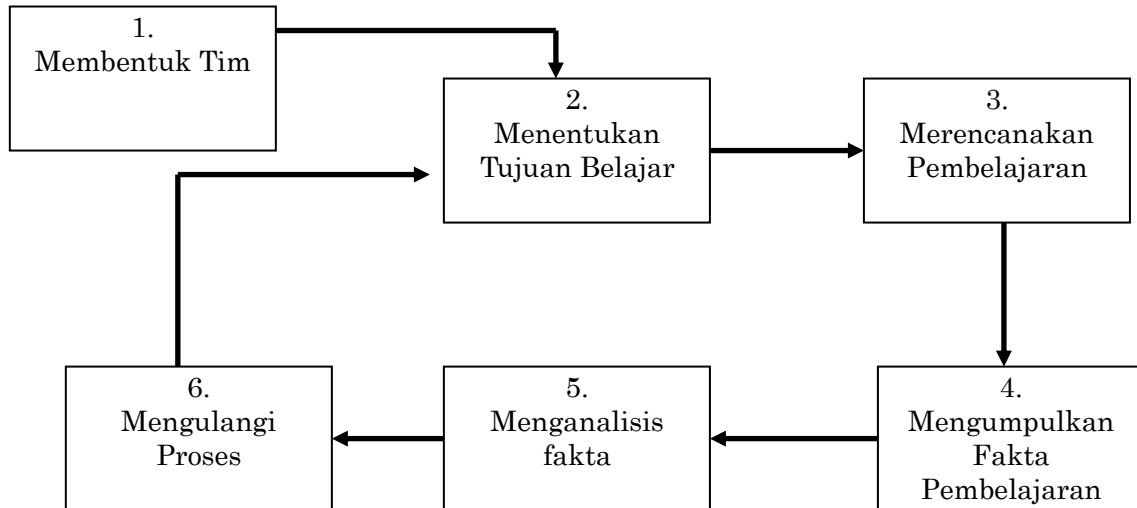 1.
Membentuk Tim
2.
Menentukan
Tujuan Belajar
3.
Merencanakan
Pembelajaran
4.
Mengumpulkan
Fakta
Pembelajaran
5.
Menganalisis
fakta
6.
Mengulangi
Proses